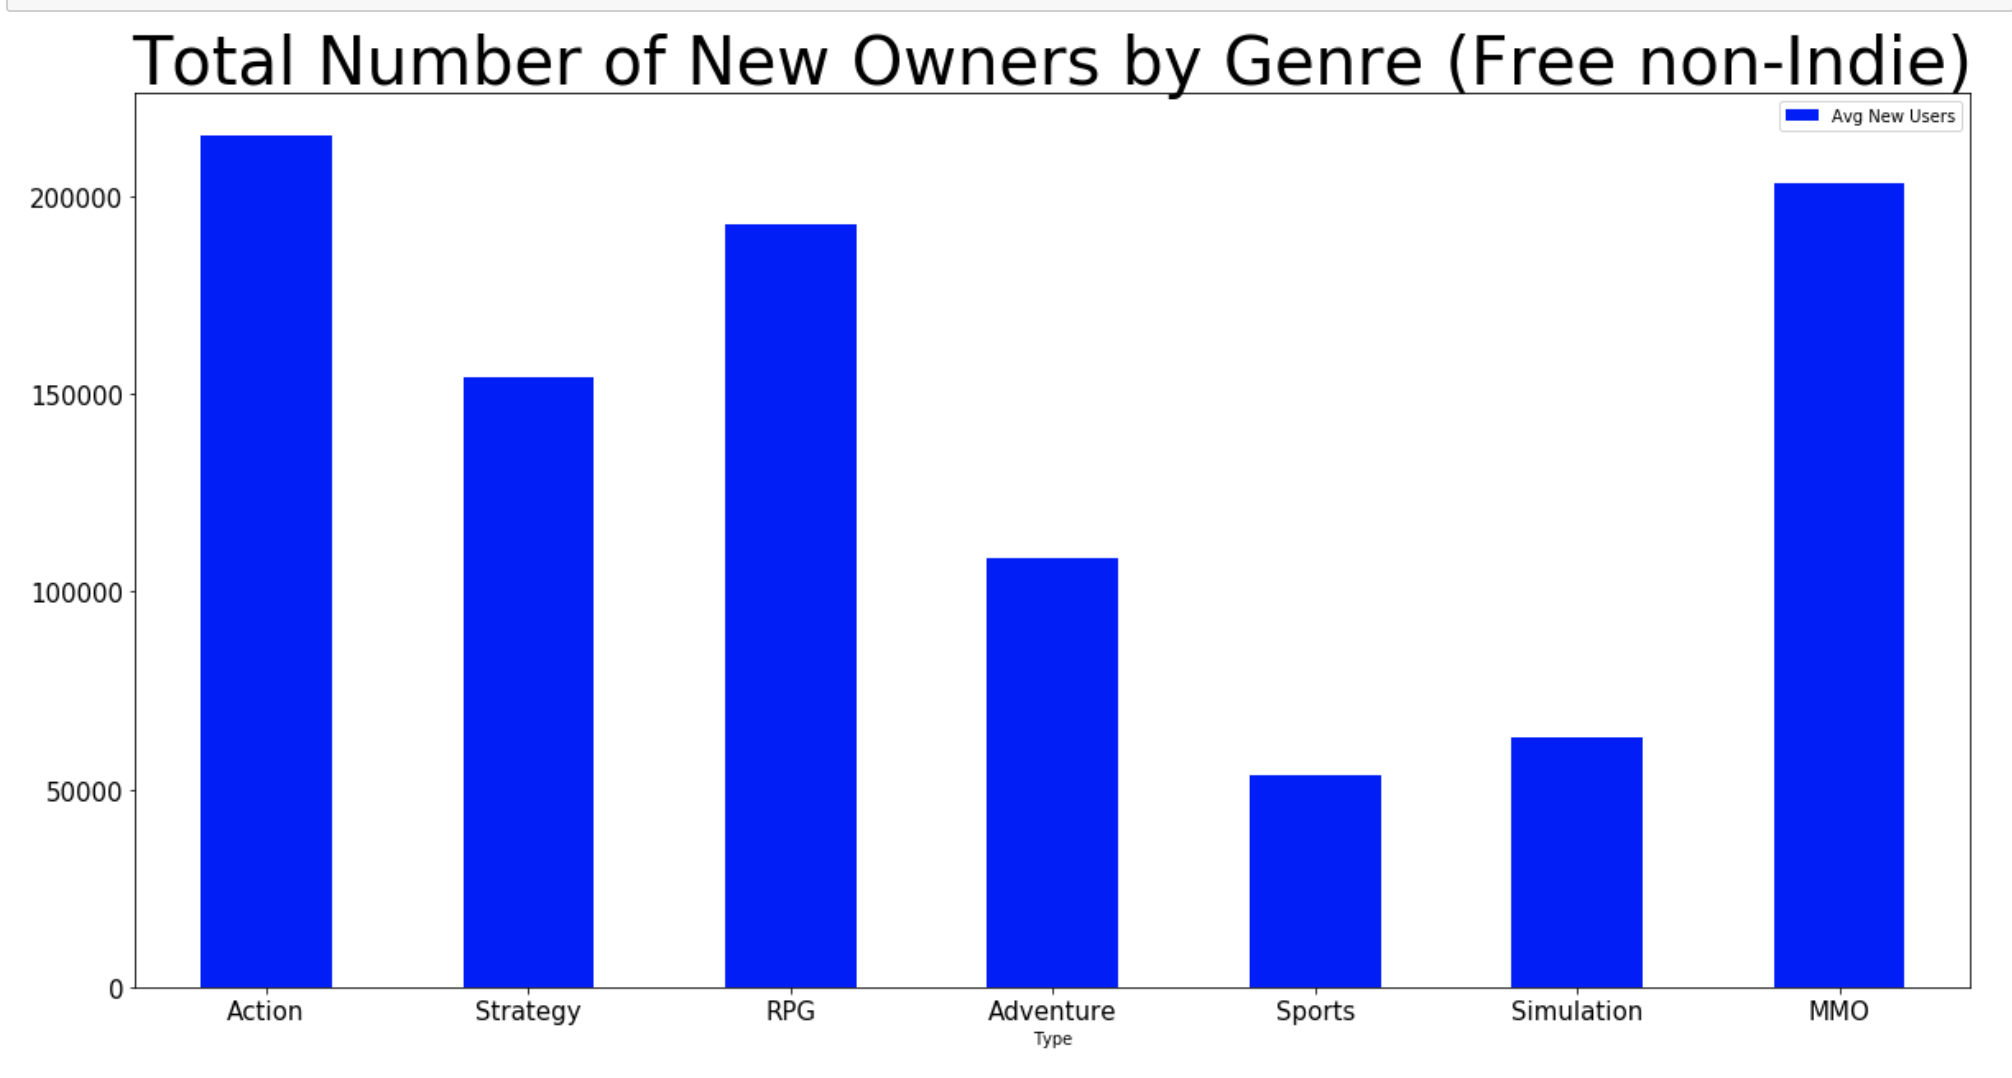 Total Number of New Owners by Genre (Free non-Indie)
Avg New Users
200000
150000
100000
50000
0
Action Strategy RPG Adventure Sports Simulation MMO
Type